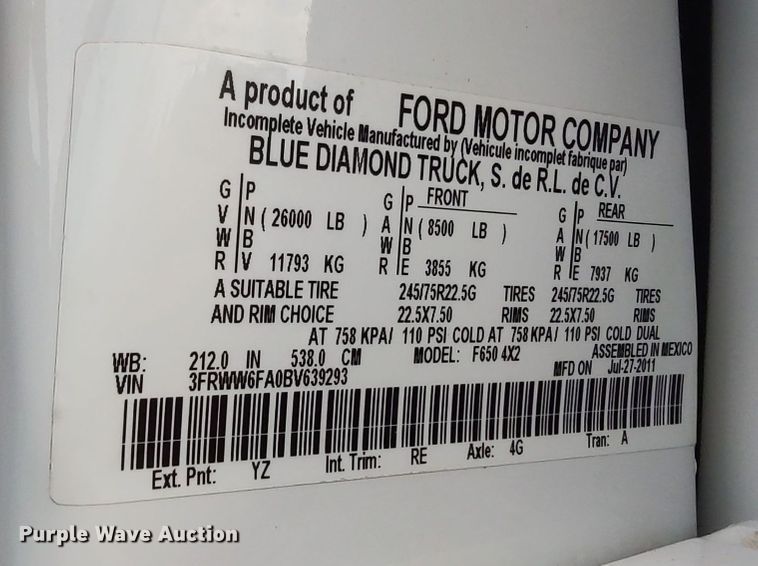 A product of FORD MOTOR COMPANY
Incomplete Vehicle Manufactured by (Vehicule incomplet fabrique par)
BLUE DIAMOND TRUCK, S. de R.L. de C.V.
G P G P FRONT G P REAR
V N ( 26000 LB ) A N ( 8500 LB ) A N ( 17500 LB )
W B W B W B
R V 11793 KG R E 3855 KG R E 7937 KG
A SUITABLE TIRE 245/75R22.5G TIRES 245/75R22.5G TIRES
AND RIM CHOICE 22.5X7.50 RIMS 22.5X7.50 RIMS
AT 758 KPA/ 110 PSI COLD AT 758 KPA/ 110 PSI COLD DUAL
WB: 212.0 IN 538.0 CM MODEL: F650 4X2 ASSEMBLED IN MEXICO
VIN 3FRWW6FA0BV639293 MFD ON Jul-27-2011
Ext. Pnt: YZ Int. Trim: RE Axle: 4G Tran: A
Purple Wave Auction